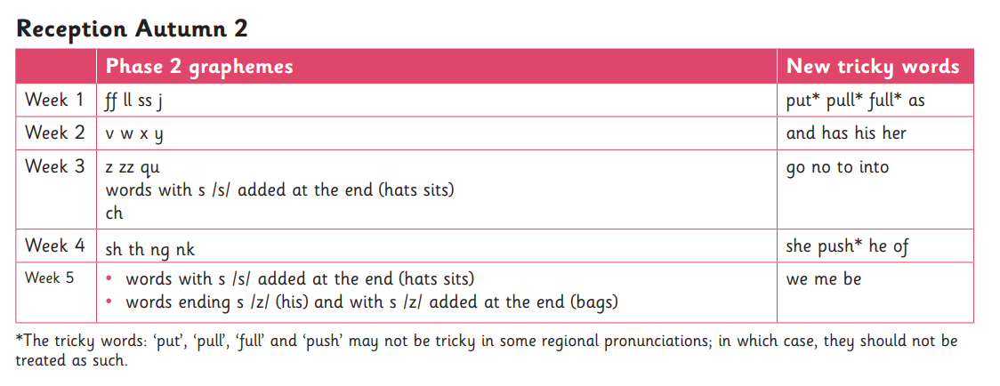 Reception Autumn 2
Phase 2 graphemes New tricky words
Week 1 ff ll ss j put* pull* full* as
Week 2 v w x y and has his her
Week 3 z zz qu go no to into
words with s /s/ added at the end (hats sits)
ch
Week 4 sh th ng nk she push* he of
Week 5 • words with s /s/ added at the end (hats sits) we me be
• words ending s /z/ (his) and with s /z/ added at the end (bags)
*The tricky words: ‘put’, ‘pull’, ‘full’ and ‘push’ may not be tricky in some regional pronunciations; in which case, they should not be
treated as such.